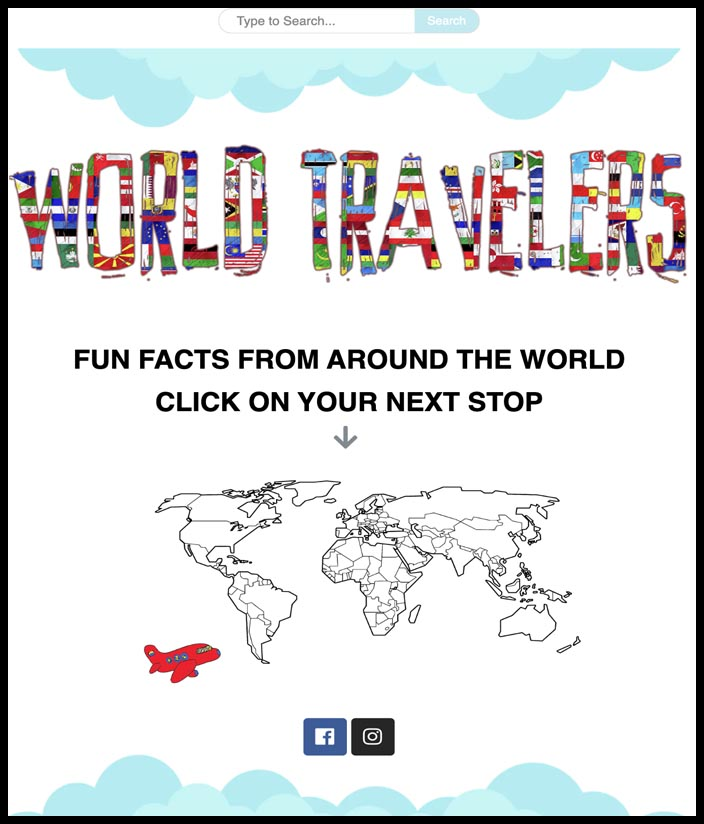 Type to Search...
Search
WORLD TRAVELERS
FUN FACTS FROM AROUND THE WORLD
CLICK ON YOUR NEXT STOP